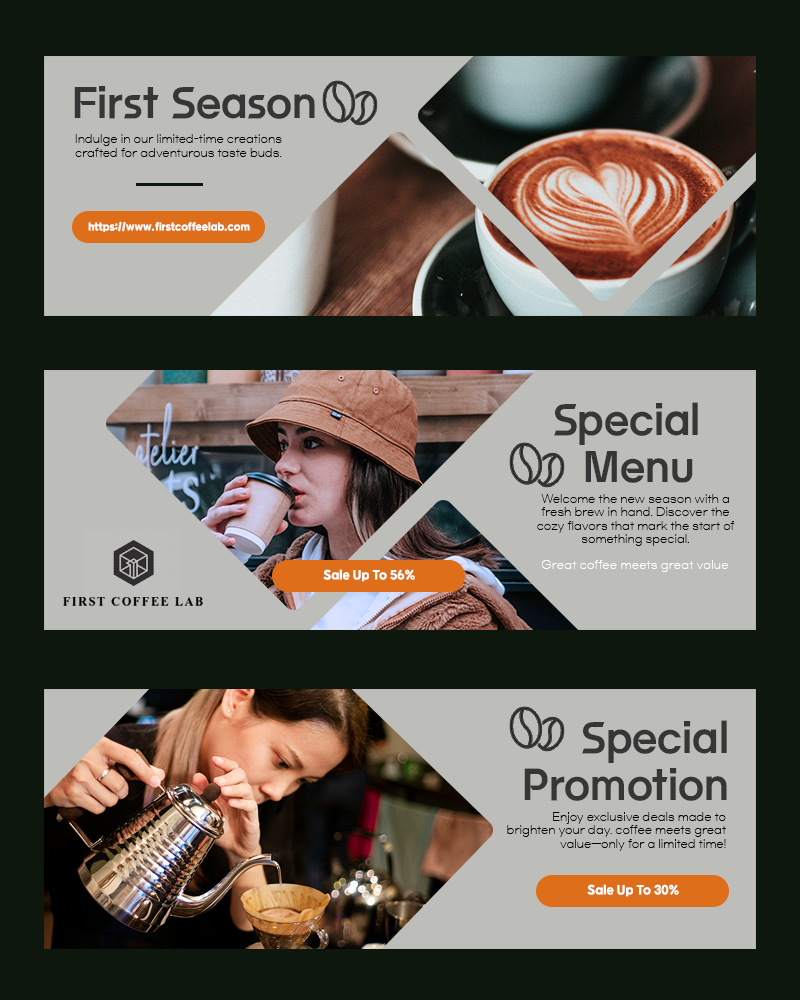 First Season
Indulge in our limited-time creations
crafted for adventurous taste buds.
https://www.firstcoffeelab.com
atelier
Special
Menu
Welcome the new season with a
fresh brew in hand. Discover the
cozy flavors that mark the start of
something special.
Great coffee meets great value
Sale Up To 56%
FIRST COFFEE LAB
Special
Promotion
Enjoy exclusive deals made to
brighten your day. coffee meets great
value—only for a limited time!
Sale Up To 30%